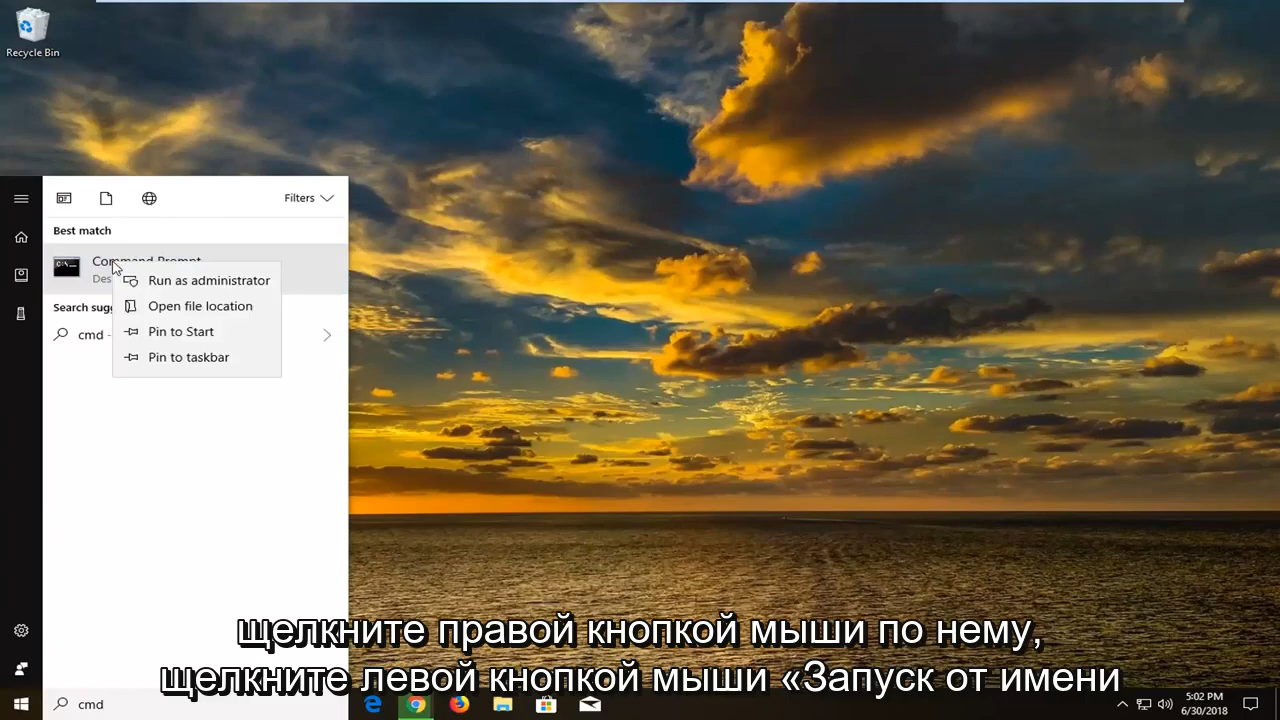 Recycle Bin
Filters
Best match
Command Prompt
Des
Run as administrator
Search sugg
Open file location
cmd -
Pin to Start
Pin to taskbar
щелкните правой кнопкой мыши по нему,
щелкните левой кнопкой мыши «Запуск от имени
cmd
5:02 PM
6/30/2018